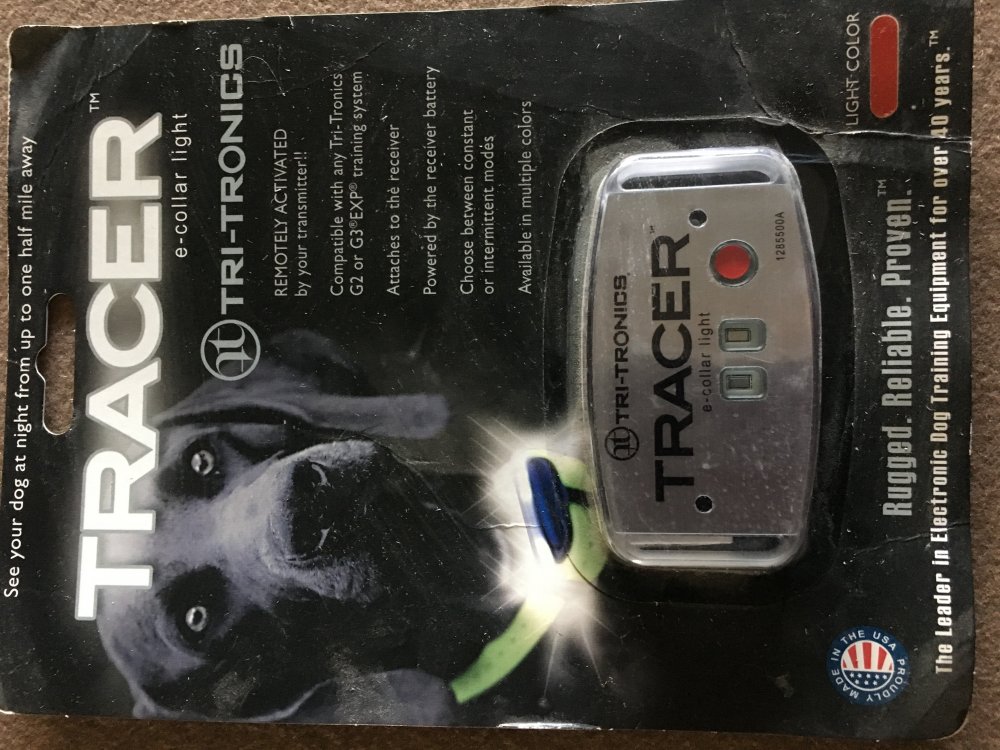 See your dog at night from up to one half mile away
TRACER™
e-collar light
TRI-TRONICS
REMOTELY ACTIVATED
by your transmitter!!
Compatible with any Tri-Tronics
G2 or G3®EXP® training system
Attaches to the receiver
Powered by the receiver battery
Choose between constant
or intermittent modes
Available in multiple colors
TRI-TRONICS
TRACER™
e-collar light
1285500A
LIGHT COLOR
Rugged. Reliable. Proven.™
The Leader in Electronic Dog Training Equipment for over 40 years.™
PROUDLY MADE IN THE USA